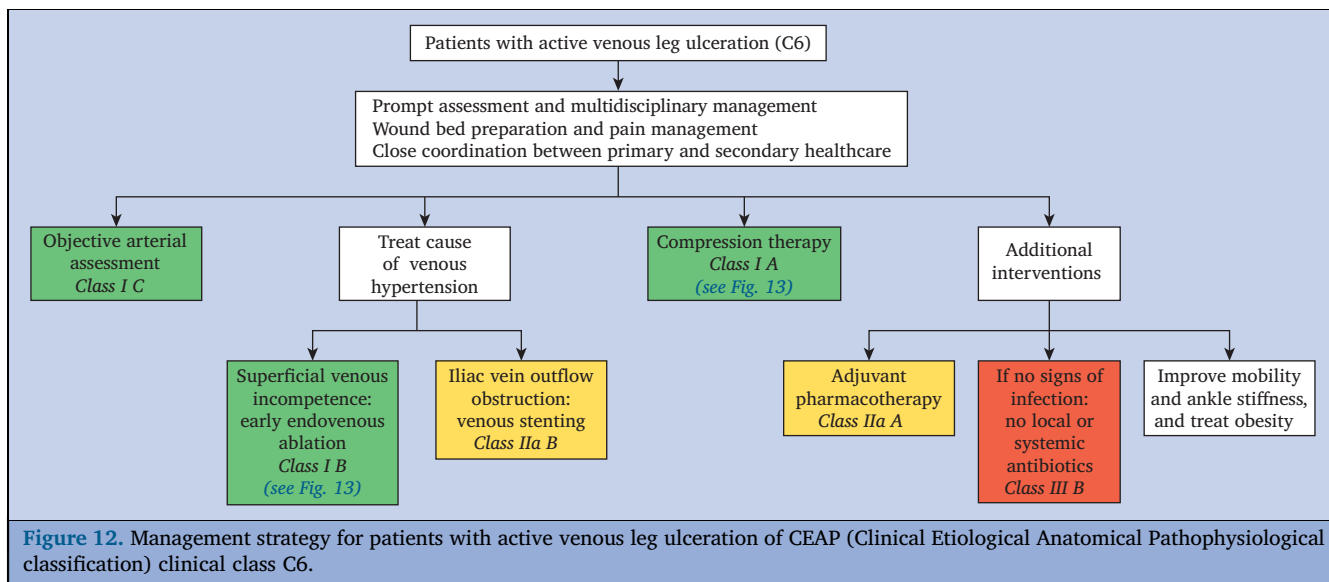 Patients with active venous leg ulceration (C6)
Prompt assessment and multidisciplinary management
Wound bed preparation and pain management
Close coordination between primary and secondary healthcare
Objective arterial
assessment
Class I C
Treat cause
of venous
hypertension
Compression therapy
Class I A
(see Fig. 13)
Additional
interventions
Superficial venous
incompetence:
early endovenous
ablation
Class I B
(see Fig. 13)
Iliac vein outflow
obstruction:
venous stenting
Class IIa B
Adjuvant
pharmacotherapy
Class IIa A
If no signs of
infection:
no local or
systemic
antibiotics
Class III B
Improve mobility
and ankle stiffness,
and treat obesity
Figure 12. Management strategy for patients with active venous leg ulceration of CEAP (Clinical Etiological Anatomical Pathophysiological
classification) clinical class C6.